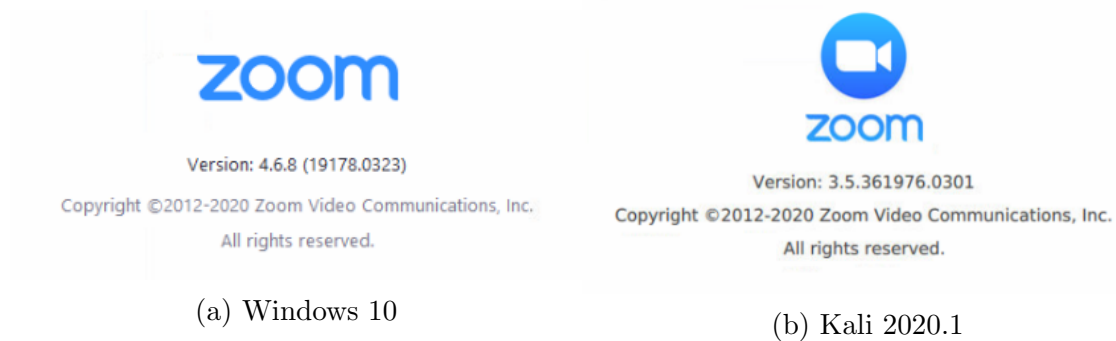 zoom
Version: 4.6.8 (19178.0323)
Copyright ©2012-2020 Zoom Video Communications, Inc.
All rights reserved.
(a) Windows 10
zoom
Version: 3.5.361976.0301
Copyright ©2012-2020 Zoom Video Communications, Inc.
All rights reserved.
(b) Kali 2020.1